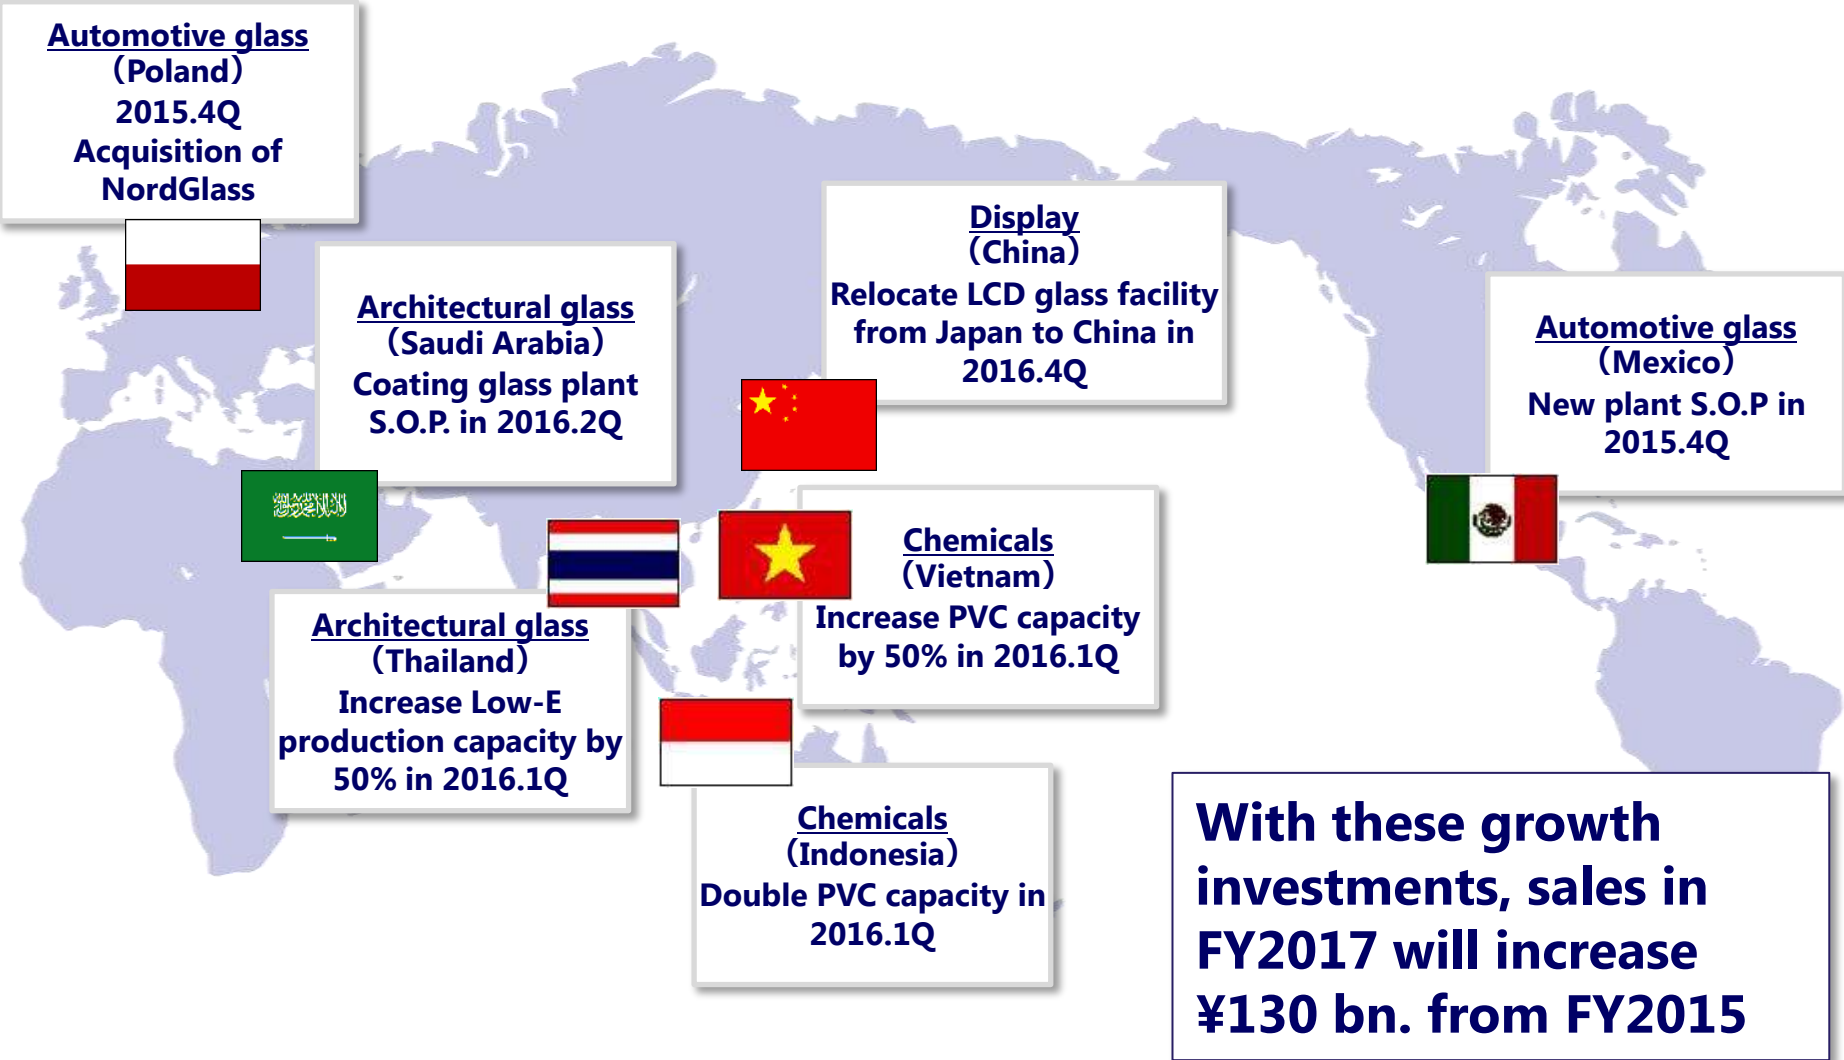 Automotive glass
（Poland）
2015.4Q
Acquisition of
NordGlass
Architectural glass
（Saudi Arabia）
Coating glass plant
S.O.P. in 2016.2Q
Display
（China）
Relocate LCD glass facility
from Japan to China in
2016.4Q
Automotive glass
（Mexico）
New plant S.O.P in
2015.4Q
Chemicals
（Vietnam）
Increase PVC capacity
by 50% in 2016.1Q
Architectural glass
（Thailand）
Increase Low-E
production capacity by
50% in 2016.1Q
Chemicals
（Indonesia）
Double PVC capacity in
2016.1Q
With these growth
investments, sales in
FY2017 will increase
¥130 bn. from FY2015